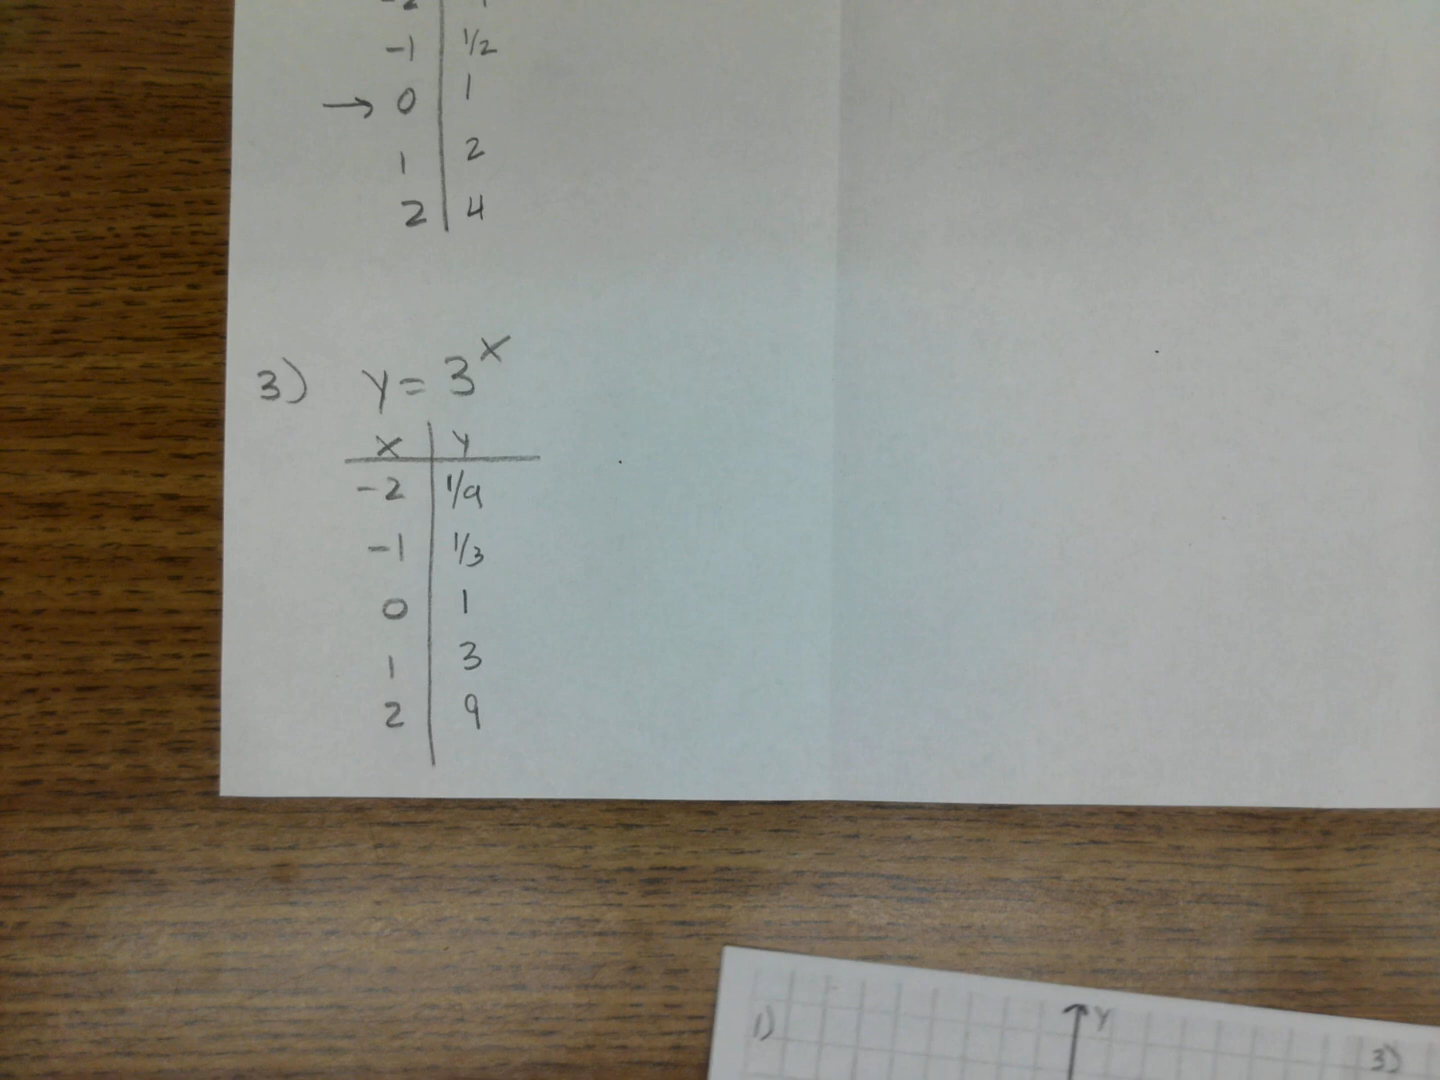 -1 1/2
→ 0 1
1 2
2 4
3) y = 3^x
x y
-2 1/9
-1 1/3
0 1
1 3
2 9
1) Y 3)